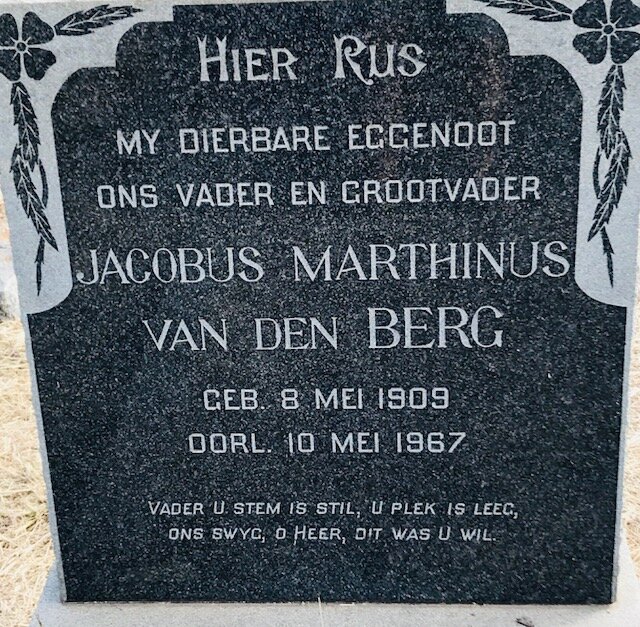 HIER RUS
MY DIERBARE EGGENOOT
ONS VADER EN GROOTVADER
JACOBUS MARTHINUS
VAN DEN BERG
GEB. 8 MEI 1909
OORL. 10 MEI 1967
VADER U STEM IS STIL, U PLEK IS LEEG,
ONS SWYG, O HEER, DIT WAS U WIL.